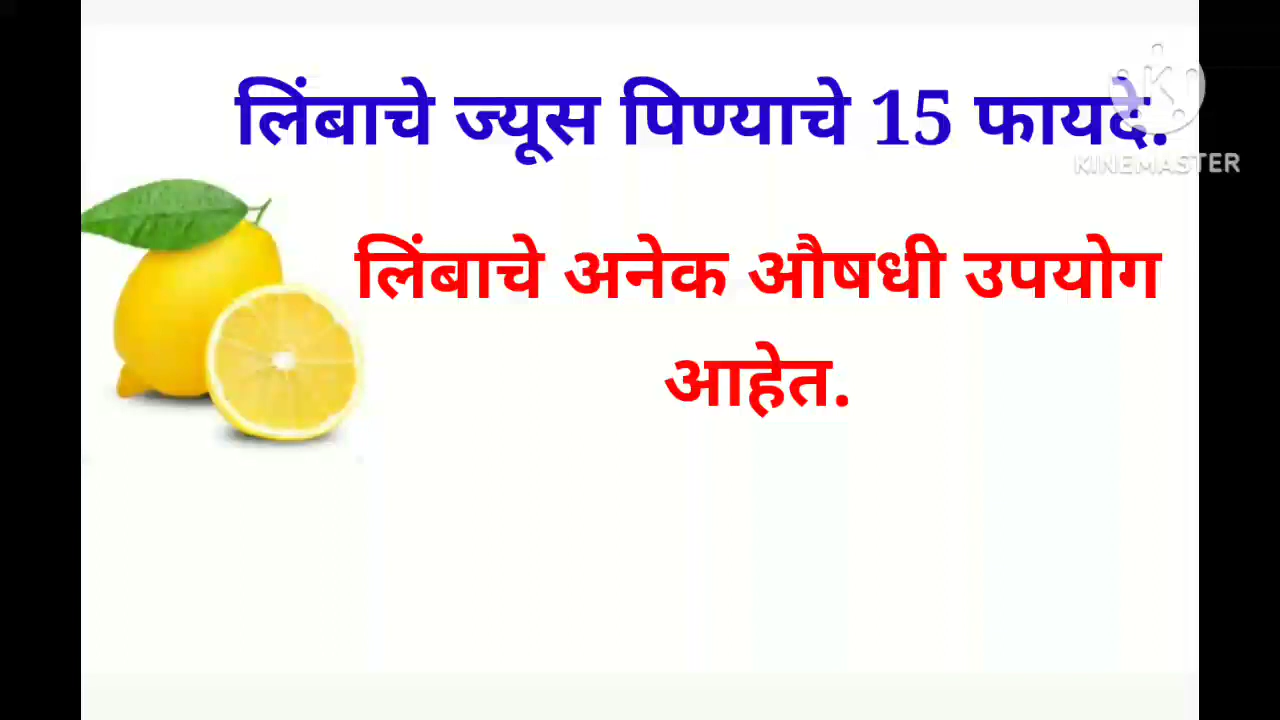 लिंबाचे ज्यूस पिण्याचे 15 फायदे.
KINEMASTER
लिंबाचे अनेक औषधी उपयोग
आहेत.